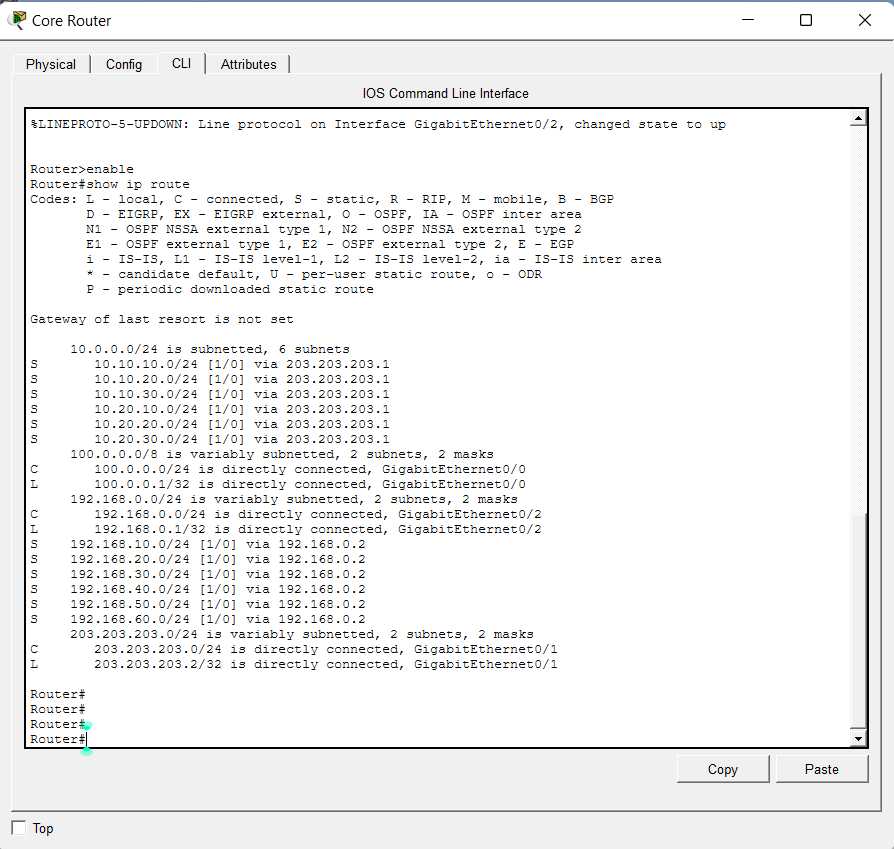 Core Router
Physical Config CLI Attributes
IOS Command Line Interface
%LINEPROTO-5-UPDOWN: Line protocol on Interface GigabitEthernet0/2, changed state to up
Router>enable
Router#show ip route
Codes: L - local, C - connected, S - static, R - RIP, M - mobile, B - BGP
D - EIGRP, EX - EIGRP external, O - OSPF, IA - OSPF inter area
N1 - OSPF NSSA external type 1, N2 - OSPF NSSA external type 2
E1 - OSPF external type 1, E2 - OSPF external type 2, E - EGP
i - IS-IS, L1 - IS-IS level-1, L2 - IS-IS level-2, ia - IS-IS inter area
* - candidate default, U - per-user static route, o - ODR
P - periodic downloaded static route
Gateway of last resort is not set
10.0.0.0/24 is subnetted, 6 subnets
S 10.10.10.0/24 [1/0] via 203.203.203.1
S 10.10.20.0/24 [1/0] via 203.203.203.1
S 10.10.30.0/24 [1/0] via 203.203.203.1
S 10.20.10.0/24 [1/0] via 203.203.203.1
S 10.20.20.0/24 [1/0] via 203.203.203.1
S 10.20.30.0/24 [1/0] via 203.203.203.1
100.0.0.0/8 is variably subnetted, 2 subnets, 2 masks
C 100.0.0.0/24 is directly connected, GigabitEthernet0/0
L 100.0.0.1/32 is directly connected, GigabitEthernet0/0
192.168.0.0/24 is variably subnetted, 2 subnets, 2 masks
C 192.168.0.0/24 is directly connected, GigabitEthernet0/2
L 192.168.0.1/32 is directly connected, GigabitEthernet0/2
S 192.168.10.0/24 [1/0] via 192.168.0.2
S 192.168.20.0/24 [1/0] via 192.168.0.2
S 192.168.30.0/24 [1/0] via 192.168.0.2
S 192.168.40.0/24 [1/0] via 192.168.0.2
S 192.168.50.0/24 [1/0] via 192.168.0.2
S 192.168.60.0/24 [1/0] via 192.168.0.2
203.203.203.0/24 is variably subnetted, 2 subnets, 2 masks
C 203.203.203.0/24 is directly connected, GigabitEthernet0/1
L 203.203.203.2/32 is directly connected, GigabitEthernet0/1
Router#
Router#
Router#
Router#
Copy Paste
Top